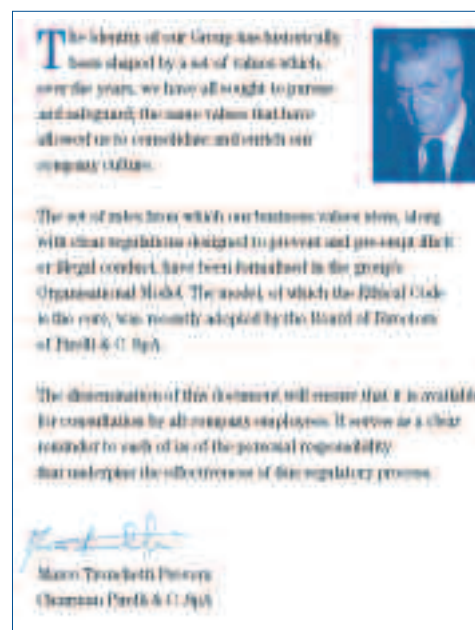 The identity of our Group has historically
been shaped by a set of values which,
over the years, we have all sought to pursue
and safeguard; the same values that have
allowed us to consolidate and enrich our
company culture.
The set of rules from which our business values stem, along
with clear regulations designed to prevent and pre-empt illicit
or illegal conduct, have been formalised in the group's
Organisational Model. The model, of which the Ethical Code
is the core, was recently adopted by the Board of Directors
of Pirelli & C. SpA.
The dissemination of this document will ensure that it is available
for consultation by all company employees. It serves as a clear
reminder to each of us of the personal responsibility
that underpins the effectiveness of this regulatory process.
Marco Tronchetti Provera
Chairman Pirelli & C. SpA